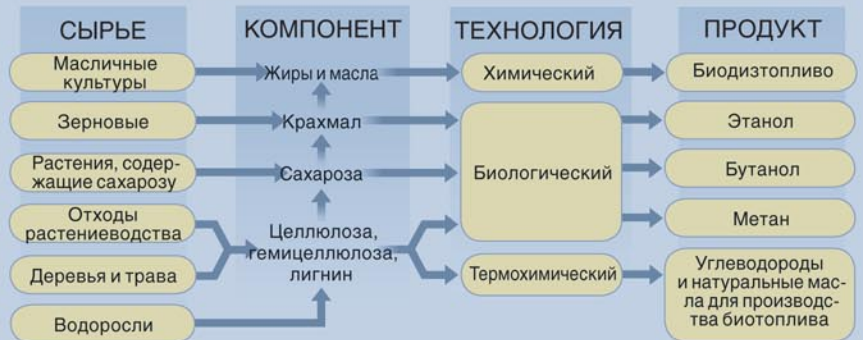 СЫРЬЕ
КОМПОНЕНТ
ТЕХНОЛОГИЯ
ПРОДУКТ
Масличные
культуры
Жиры и масла
Химический
Биодизтопливо
Зерновые
Крахмал
Этанол
Растения, содер-
жащие сахарозу
Сахароза
Биологический
Бутанол
Отходы
растениеводства
Целлюлоза,
гемицеллюлоза,
лигнин
Метан
Деревья и трава
Термохимический
Углеводороды
и натуральные мас-
ла для производс-
тва биотоплива
Водоросли